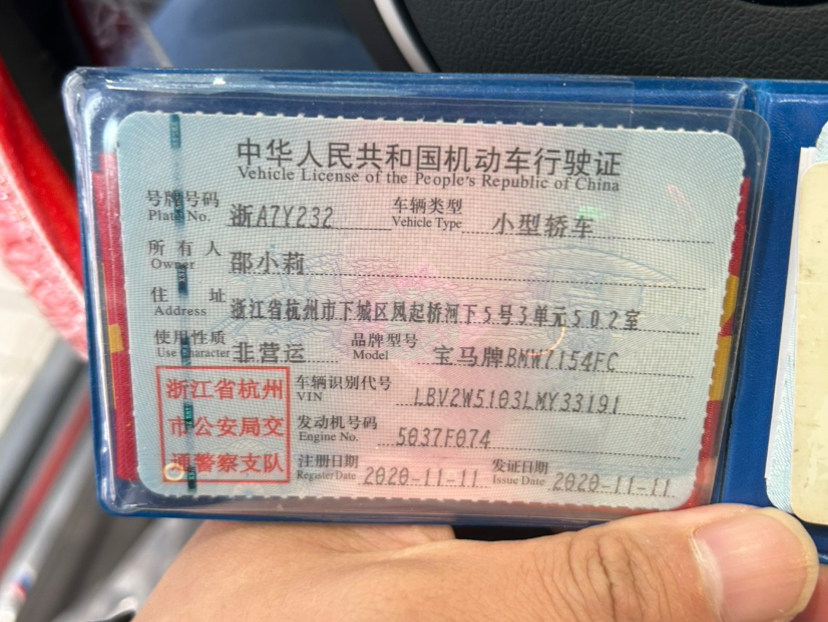 中华人民共和国机动车行驶证
Vehicle License of the People's Republic of China
号牌号码 浙A7Y232 车辆类型 小型轿车
Plate No. Vehicle Type
所有人 邵小莉
Owner
住址 浙江省杭州市下城区凤起桥河下5号3单元502室
Address
使用性质 非营运 品牌型号 宝马牌BMW7154FC
Use Character Model
浙江省杭州
市公安局交
通警察支队
车辆识别代号 LBV2W5103LMY33191
VIN
发动机号码 5037F074
Engine No.
注册日期 2020-11-11 发证日期 2020-11-11
Register Date Issue Date